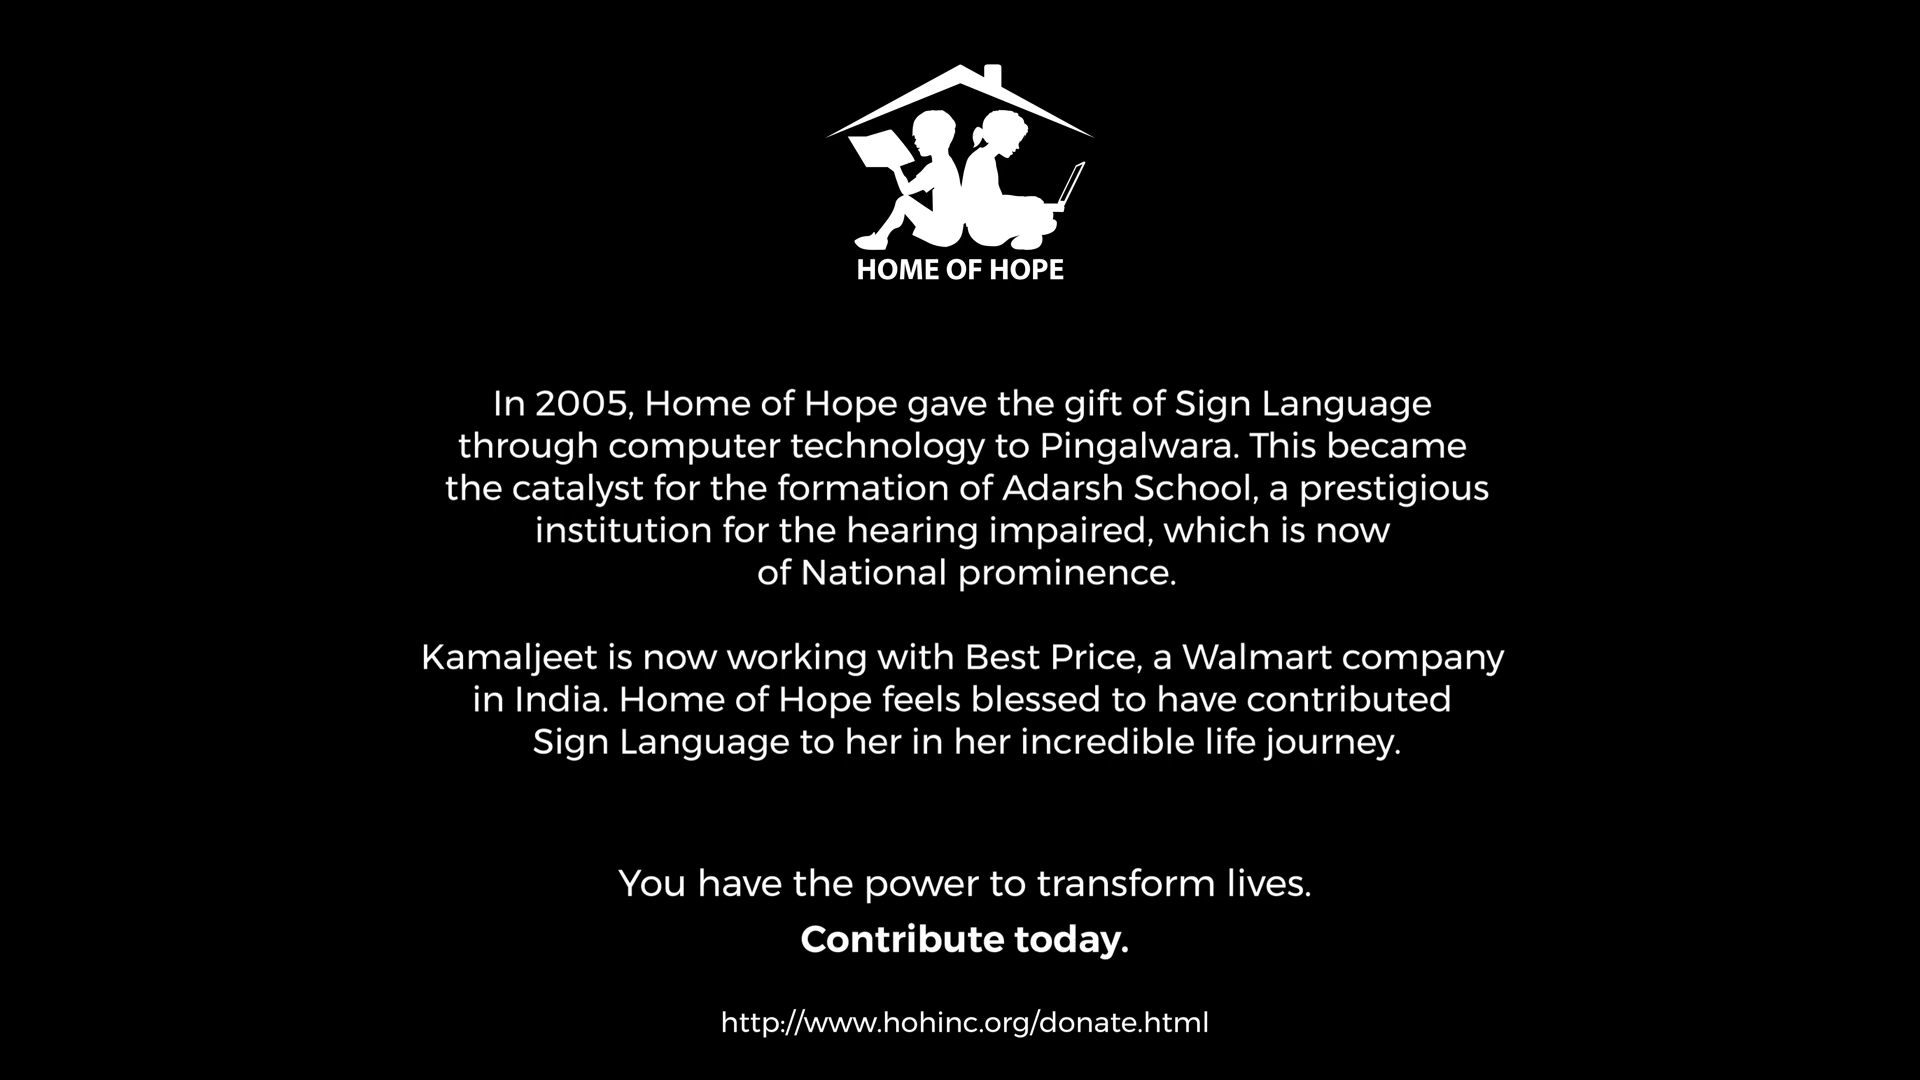 HOME OF HOPE
In 2005, Home of Hope gave the gift of Sign Language
through computer technology to Pingalwara. This became
the catalyst for the formation of Adarsh School, a prestigious
institution for the hearing impaired, which is now
of National prominence.
Kamaljeet is now working with Best Price, a Walmart company
in India. Home of Hope feels blessed to have contributed
Sign Language to her in her incredible life journey.
You have the power to transform lives.
Contribute today.
http://www.hohinc.org/donate.html